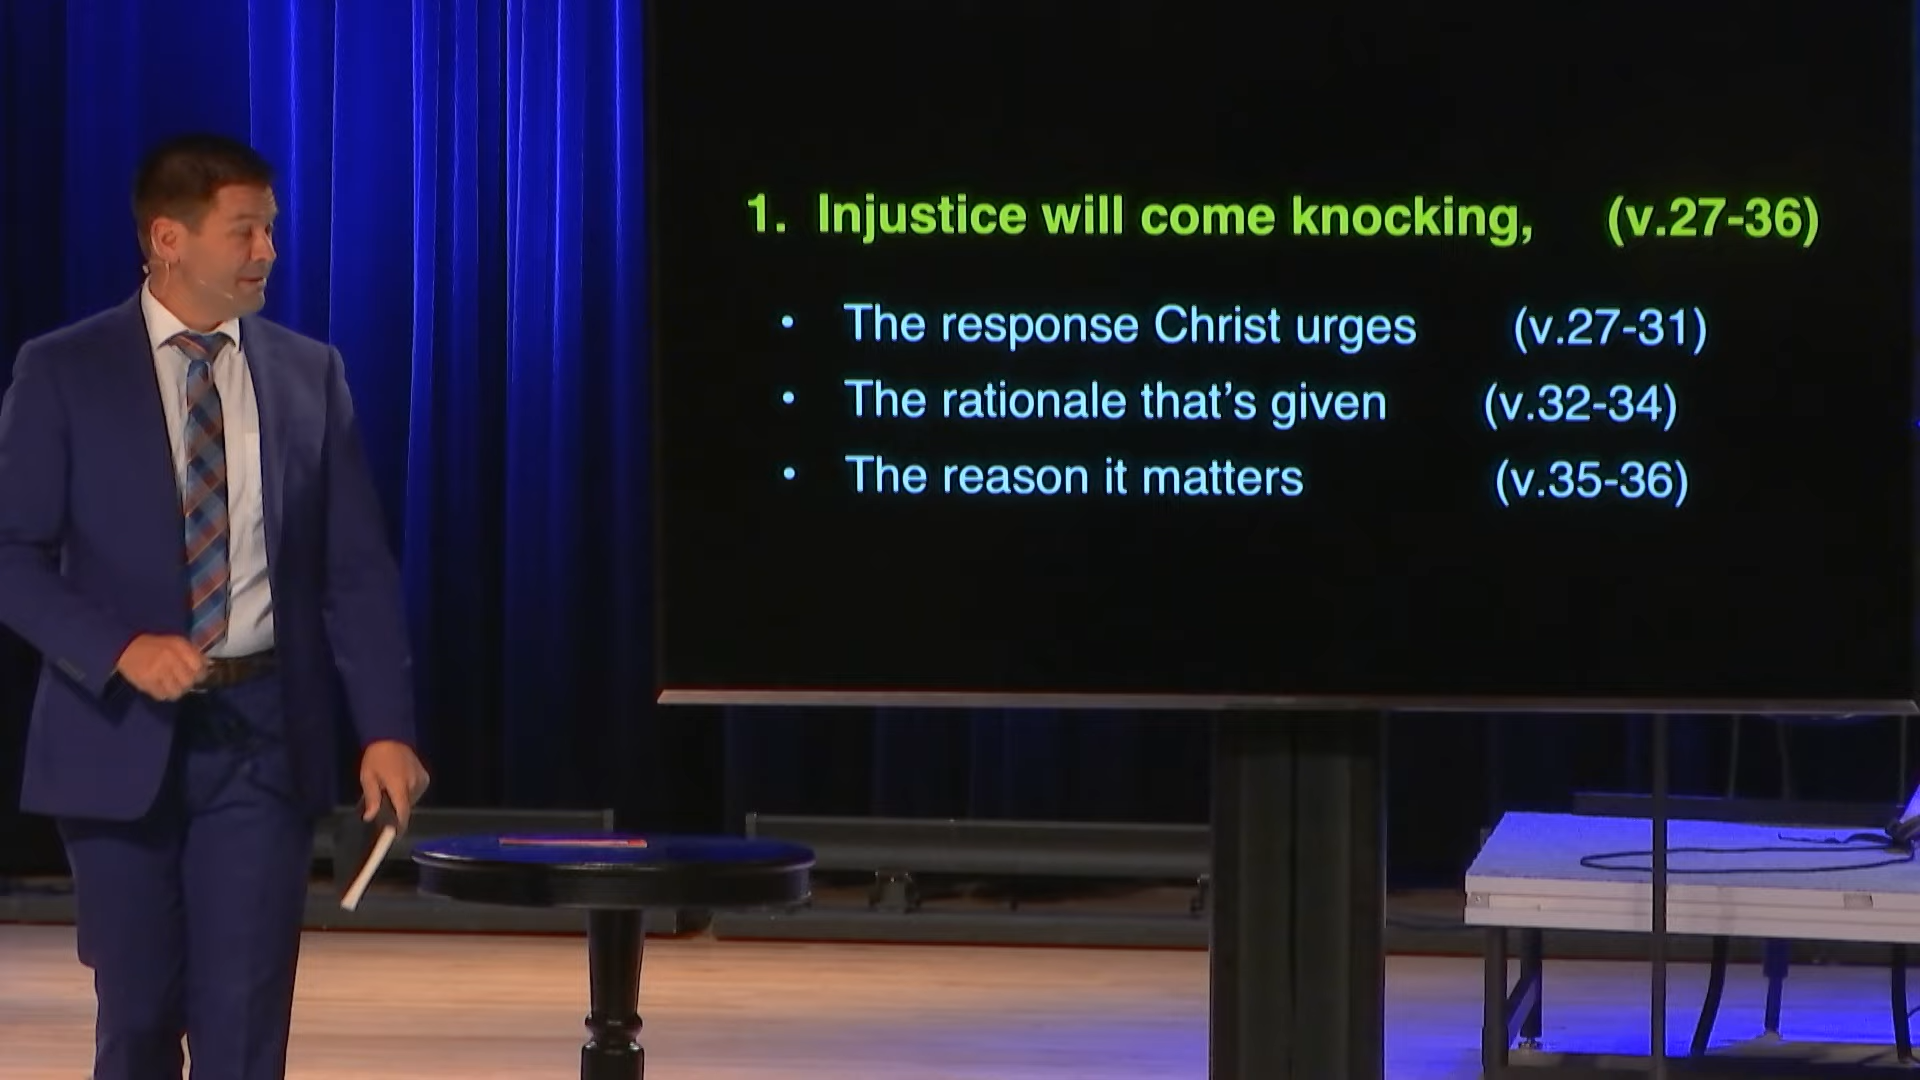 1. Injustice will come knocking, (v.27-36)
• The response Christ urges (v.27-31)
• The rationale that’s given (v.32-34)
• The reason it matters (v.35-36)